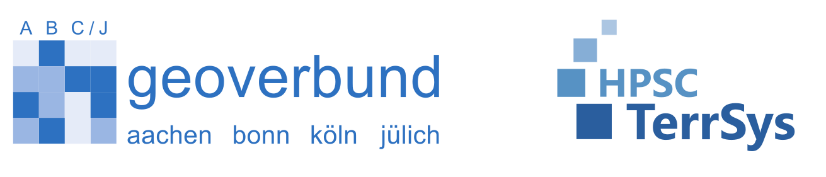 A B C / J
geoverbund
aachen bonn köln jülich
HPSC
TerrSys